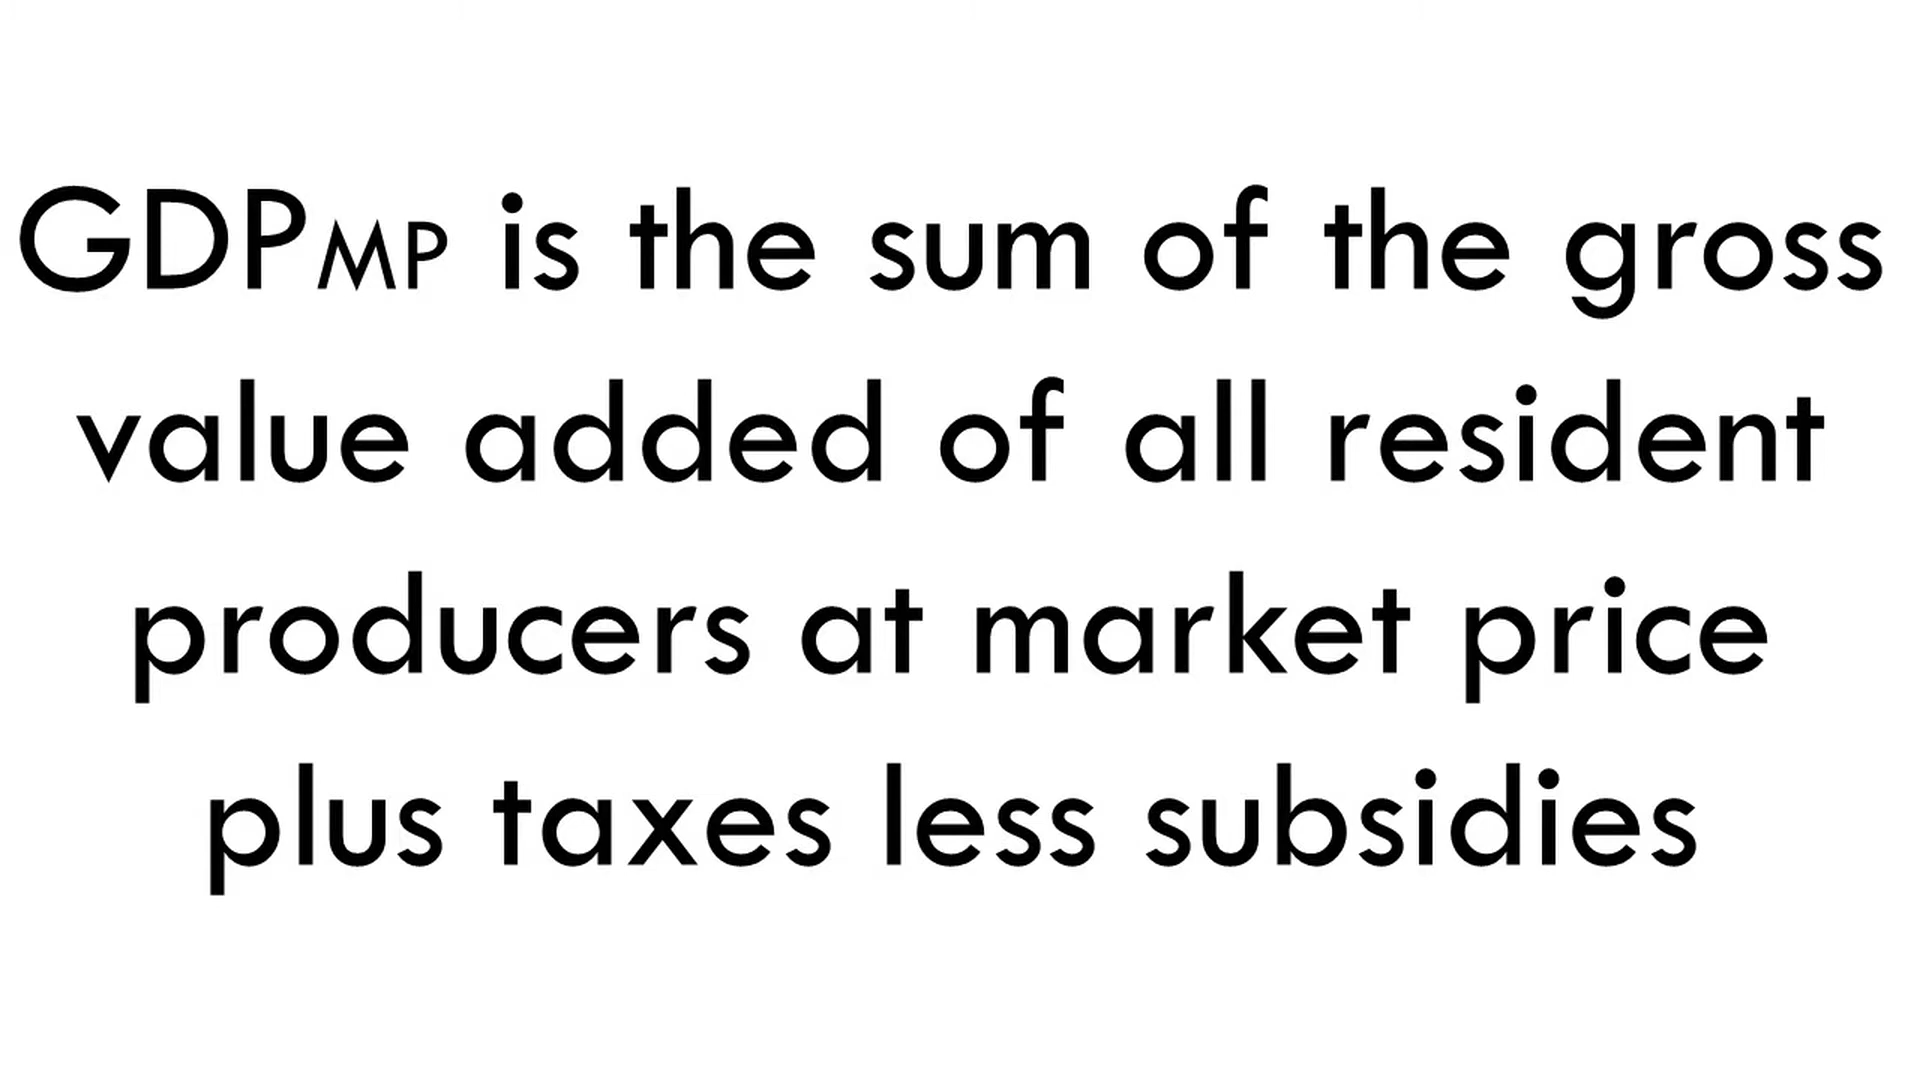 GDPMP is the sum of the gross
value added of all resident
producers at market price
plus taxes less subsidies